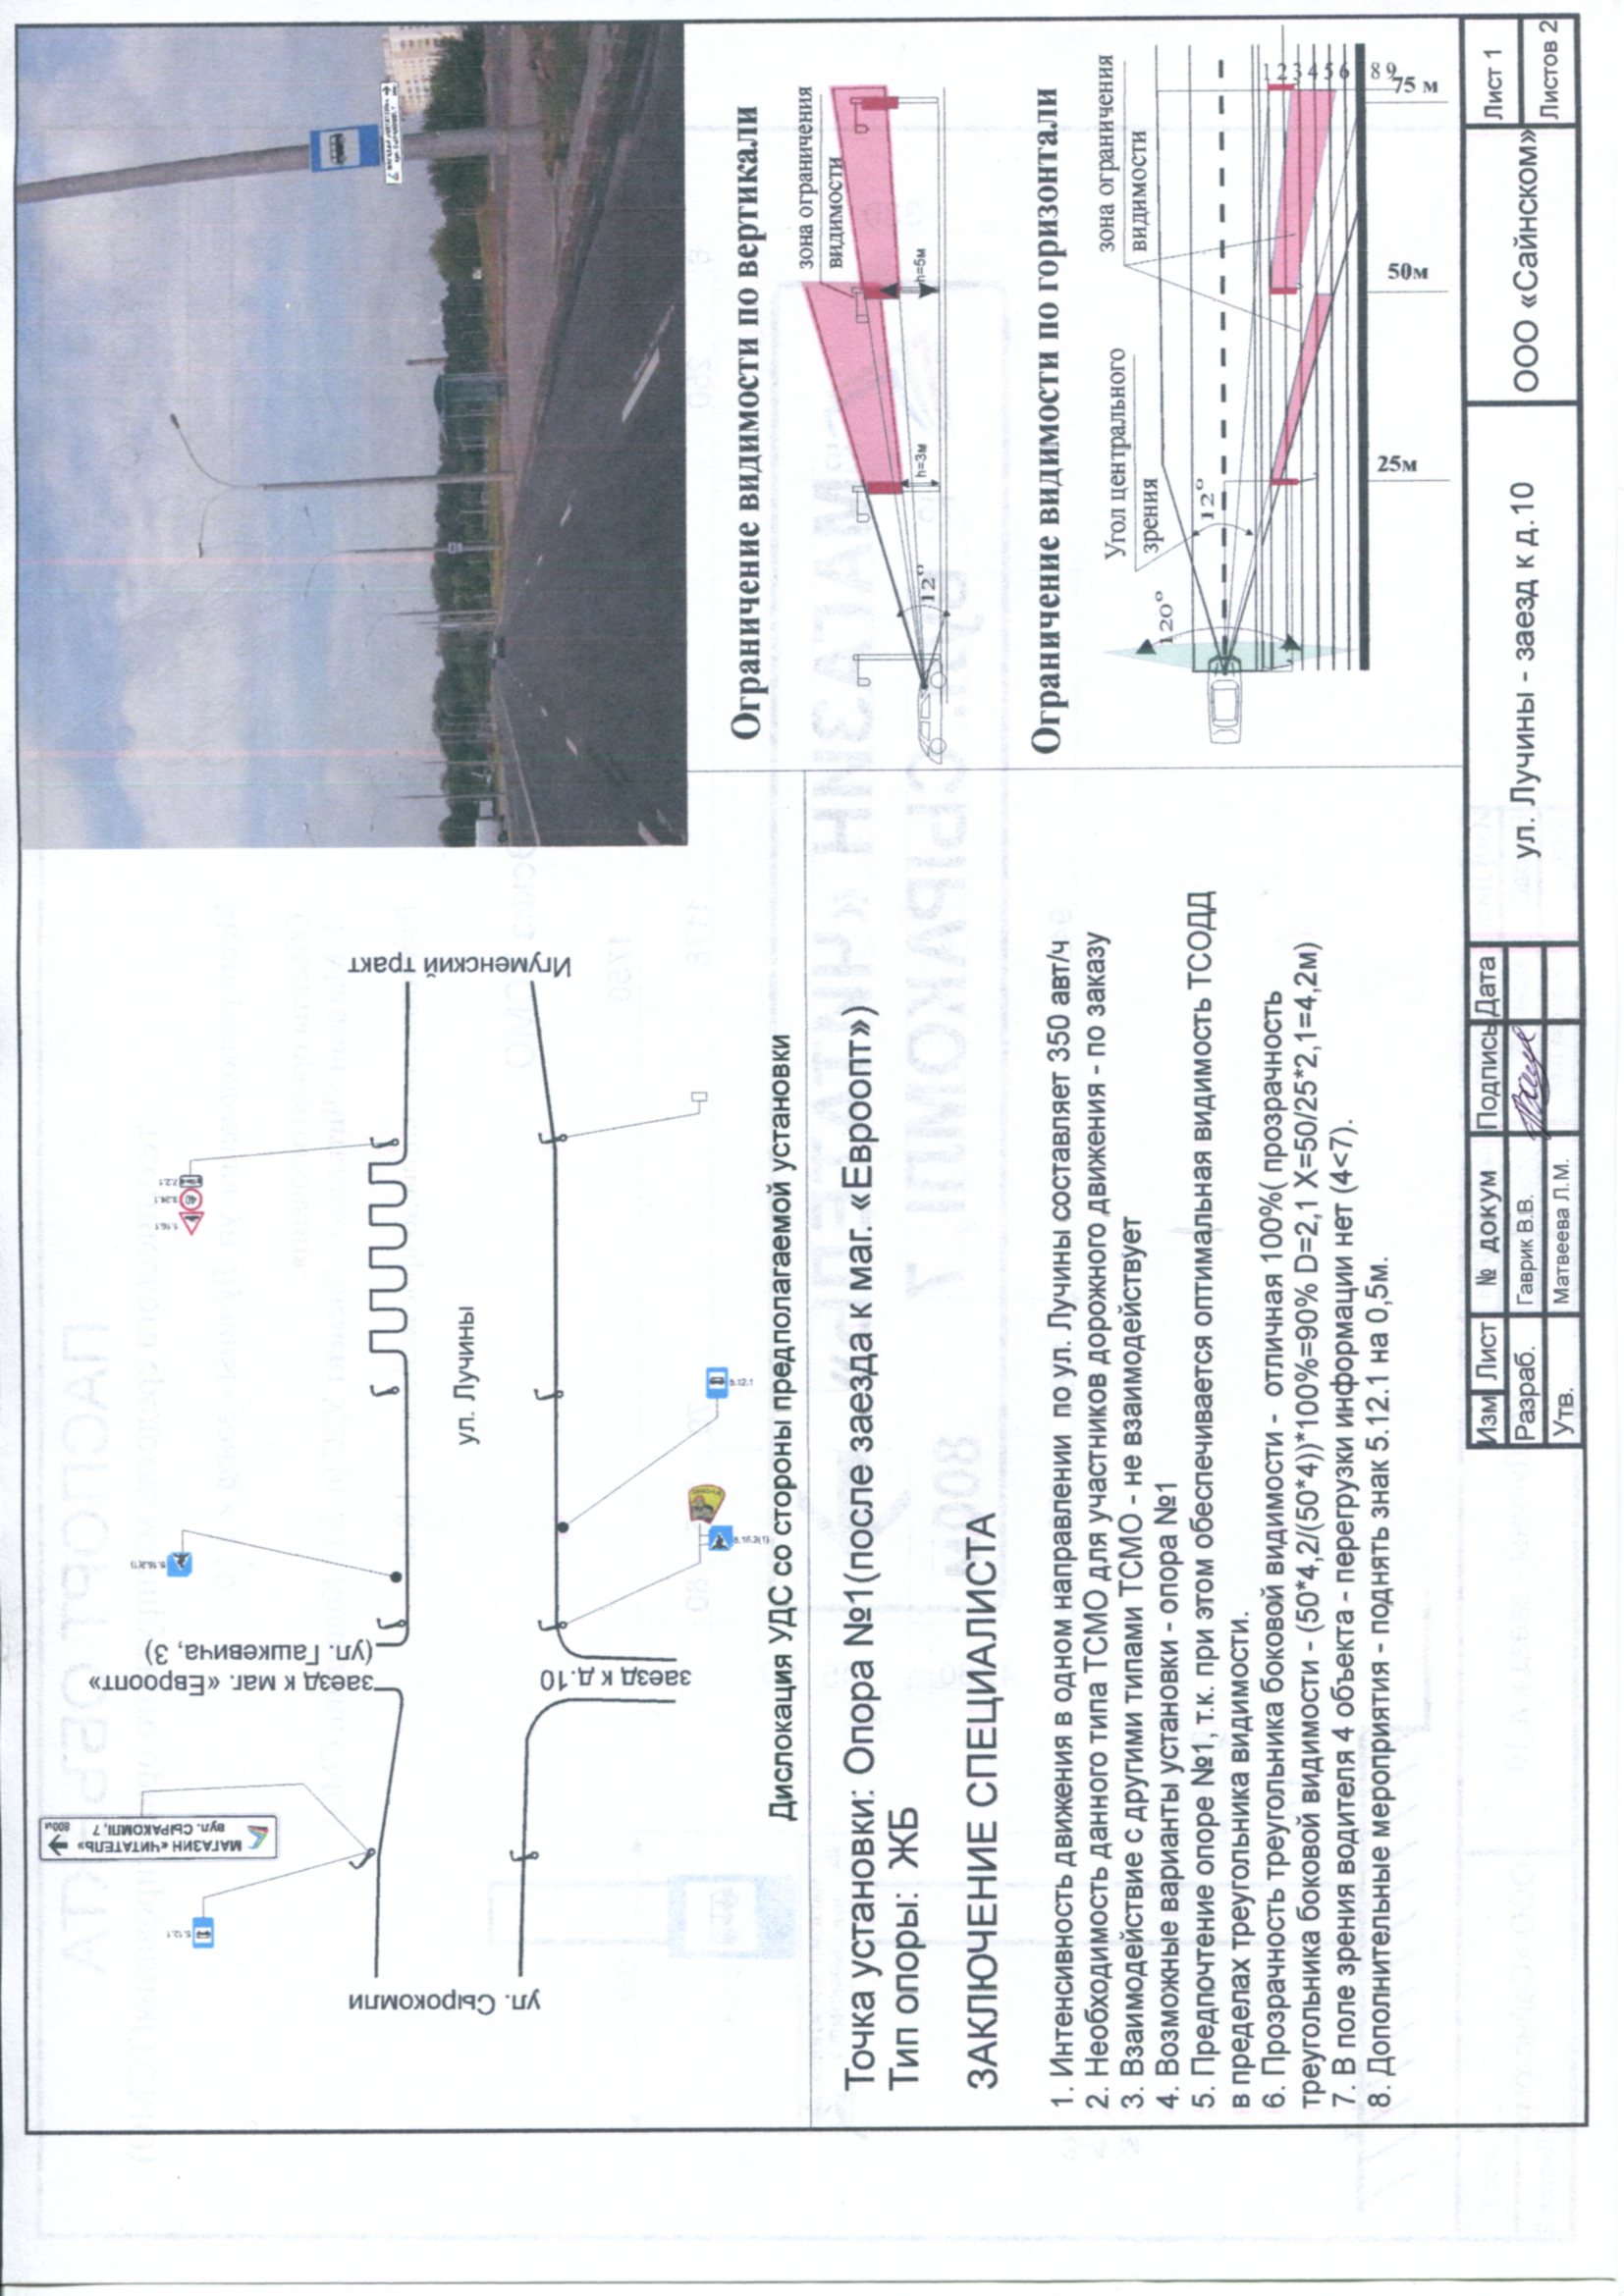 МАГАЗИН «ЧИТАТЕЛЬ»
вул. СЫРАКОМЛІ, 7
800м
5.12.1
5.16.2(1)
1.16.1
3.24.1
7.2.1
заезд к маг. «Евроопт»
(ул. Гашкевича, 3)
Игуменский тракт
ул. Сырокомли
ул. Лучины
заезд к д.10
5.16.2(1)
5.12.1
Дислокация УДС со стороны предполагаемой установки
Точка установки: Опора №1(после заезда к маг. «Евроопт»)
Тип опоры: ЖБ
ЗАКЛЮЧЕНИЕ СПЕЦИАЛИСТА
1. Интенсивность движения в одном направлении по ул. Лучины составляет 350 авт/ч
2. Необходимость данного типа ТСМО для участников дорожного движения - по заказу
3. Взаимодействие с другими типами ТСМО - не взаимодействует
4. Возможные варианты установки - опора №1
5. Предпочтение опоре №1, т.к. при этом обеспечивается оптимальная видимость ТСОДД
в пределах треугольника видимости.
6. Прозрачность треугольника боковой видимости - отличная 100%( прозрачность
треугольника боковой видимости - (50*4,2/(50*4))*100%=90% D=2,1 X=50/25*2,1=4,2м)
7. В поле зрения водителя 4 объекта - перегрузки информации нет (4<7).
8. Дополнительные мероприятия - поднять знак 5.12.1 на 0,5м.
Ограничение видимости по вертикали
зона ограничения
видимости
h=3м
h=5м
12°
Ограничение видимости по горизонтали
Угол центрального
зрения
зона ограничения
видимости
120°
12°
1 2 3 4 5 6 8 9
25м
50м
75 м
Изм Лист № докум Подпись Дата
Разраб. Гаврик В.В.
Утв. Матвеева Л.М.
ул. Лучины - заезд к д.10
ООО «Сайнском»
Лист 1
Листов 2